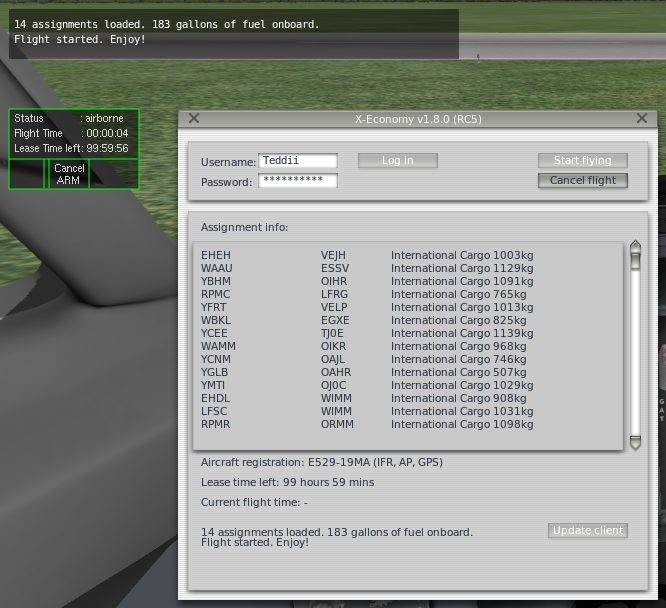 14 assignments loaded. 183 gallons of fuel onboard.
Flight started. Enjoy!
Status : airborne
Flight Time : 00:00:04
Lease Time left: 99:59:56
Cancel
ARM
X-Economy v1.8.0 (RC5)
Username: Teddii Log in Start flying
Password: ********** Cancel flight
Assignment info:
EHEH VEJH International Cargo 1003kg
WAAU ESSV International Cargo 1129kg
YBHM OIHR International Cargo 1091kg
RPMC LFRG International Cargo 765kg
YFRT VELP International Cargo 1013kg
WBKL EGXE International Cargo 825kg
YCEE TJ0E International Cargo 1139kg
WAMM OIKR International Cargo 968kg
YCNM OAJL International Cargo 746kg
YGLB OAHR International Cargo 507kg
YMTI OJ0C International Cargo 1029kg
EHDL WIMM International Cargo 908kg
LFSC WIMM International Cargo 1031kg
RPMR ORMM International Cargo 1098kg
Aircraft registration: E529-19MA (IFR, AP, GPS)
Lease time left: 99 hours 59 mins
Current flight time: -
14 assignments loaded. 183 gallons of fuel onboard.
Flight started. Enjoy!
Update client